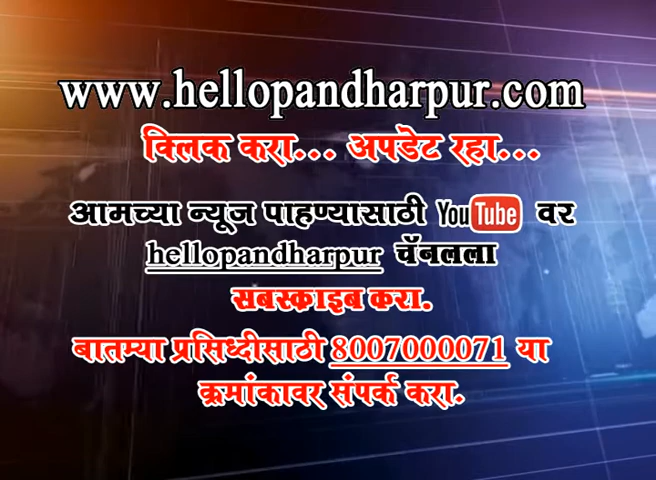 www.hellopandharpur.com
क्लिक करा... अपडेट रहा...
आमच्या न्यूज पाहण्यासाठी YouTube वर
hellopandharpur चॅनलला
सबस्क्राइब करा.
बातम्या प्रसिध्दीसाठी 8007000071 या
क्रमांकावर संपर्क करा.